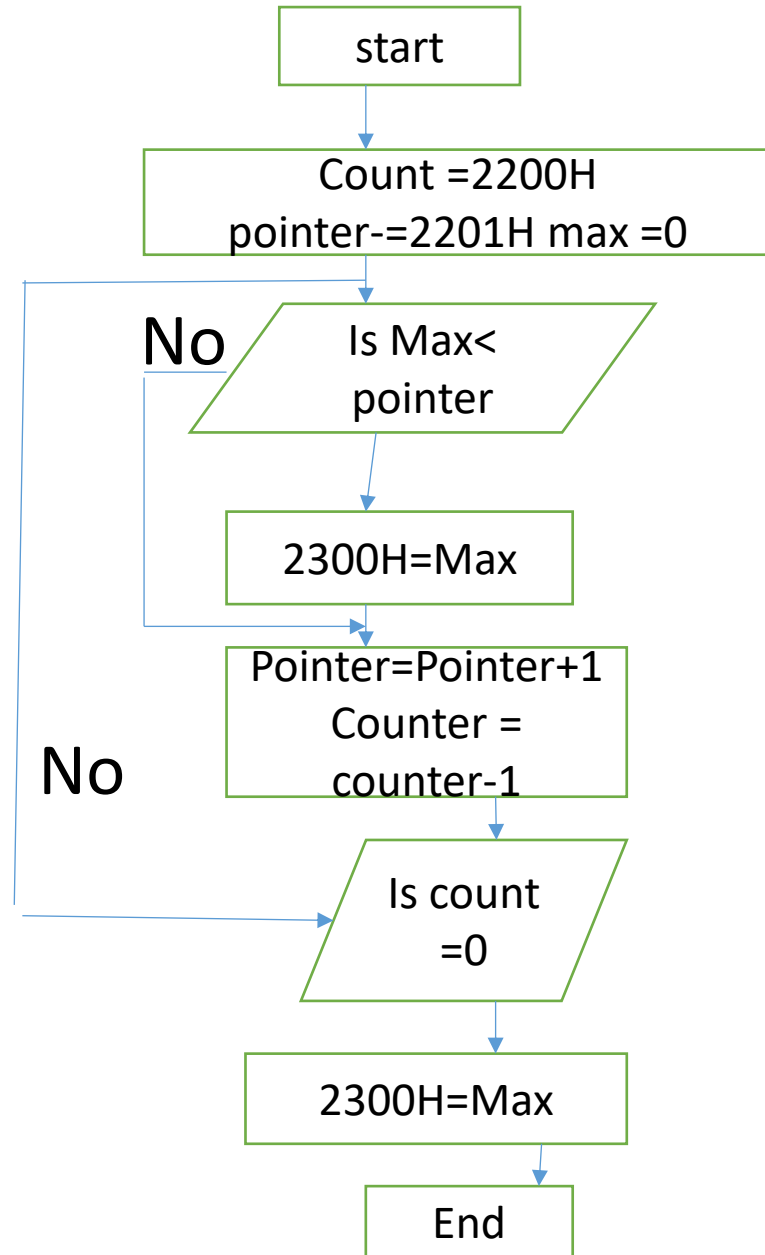 start
Count =2200H
pointer-=2201H max =0
No
Is Max<
pointer
2300H=Max
Pointer=Pointer+1
Counter =
counter-1
No
Is count
=0
2300H=Max
End